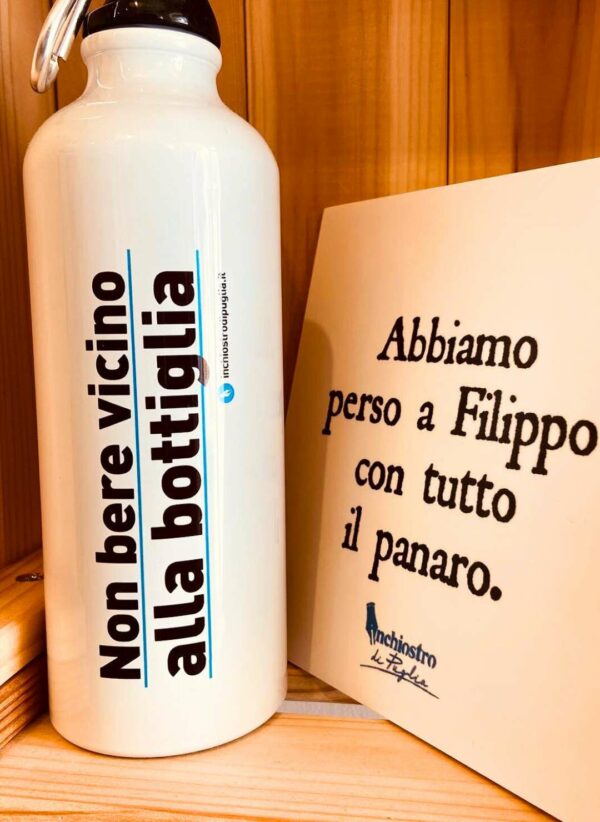 Non bere vicino
alla bottiglia
inchiostrodipuglia.it
Abbiamo
perso a Filippo
con tutto
il panaro.
Inchiostro
di Puglia